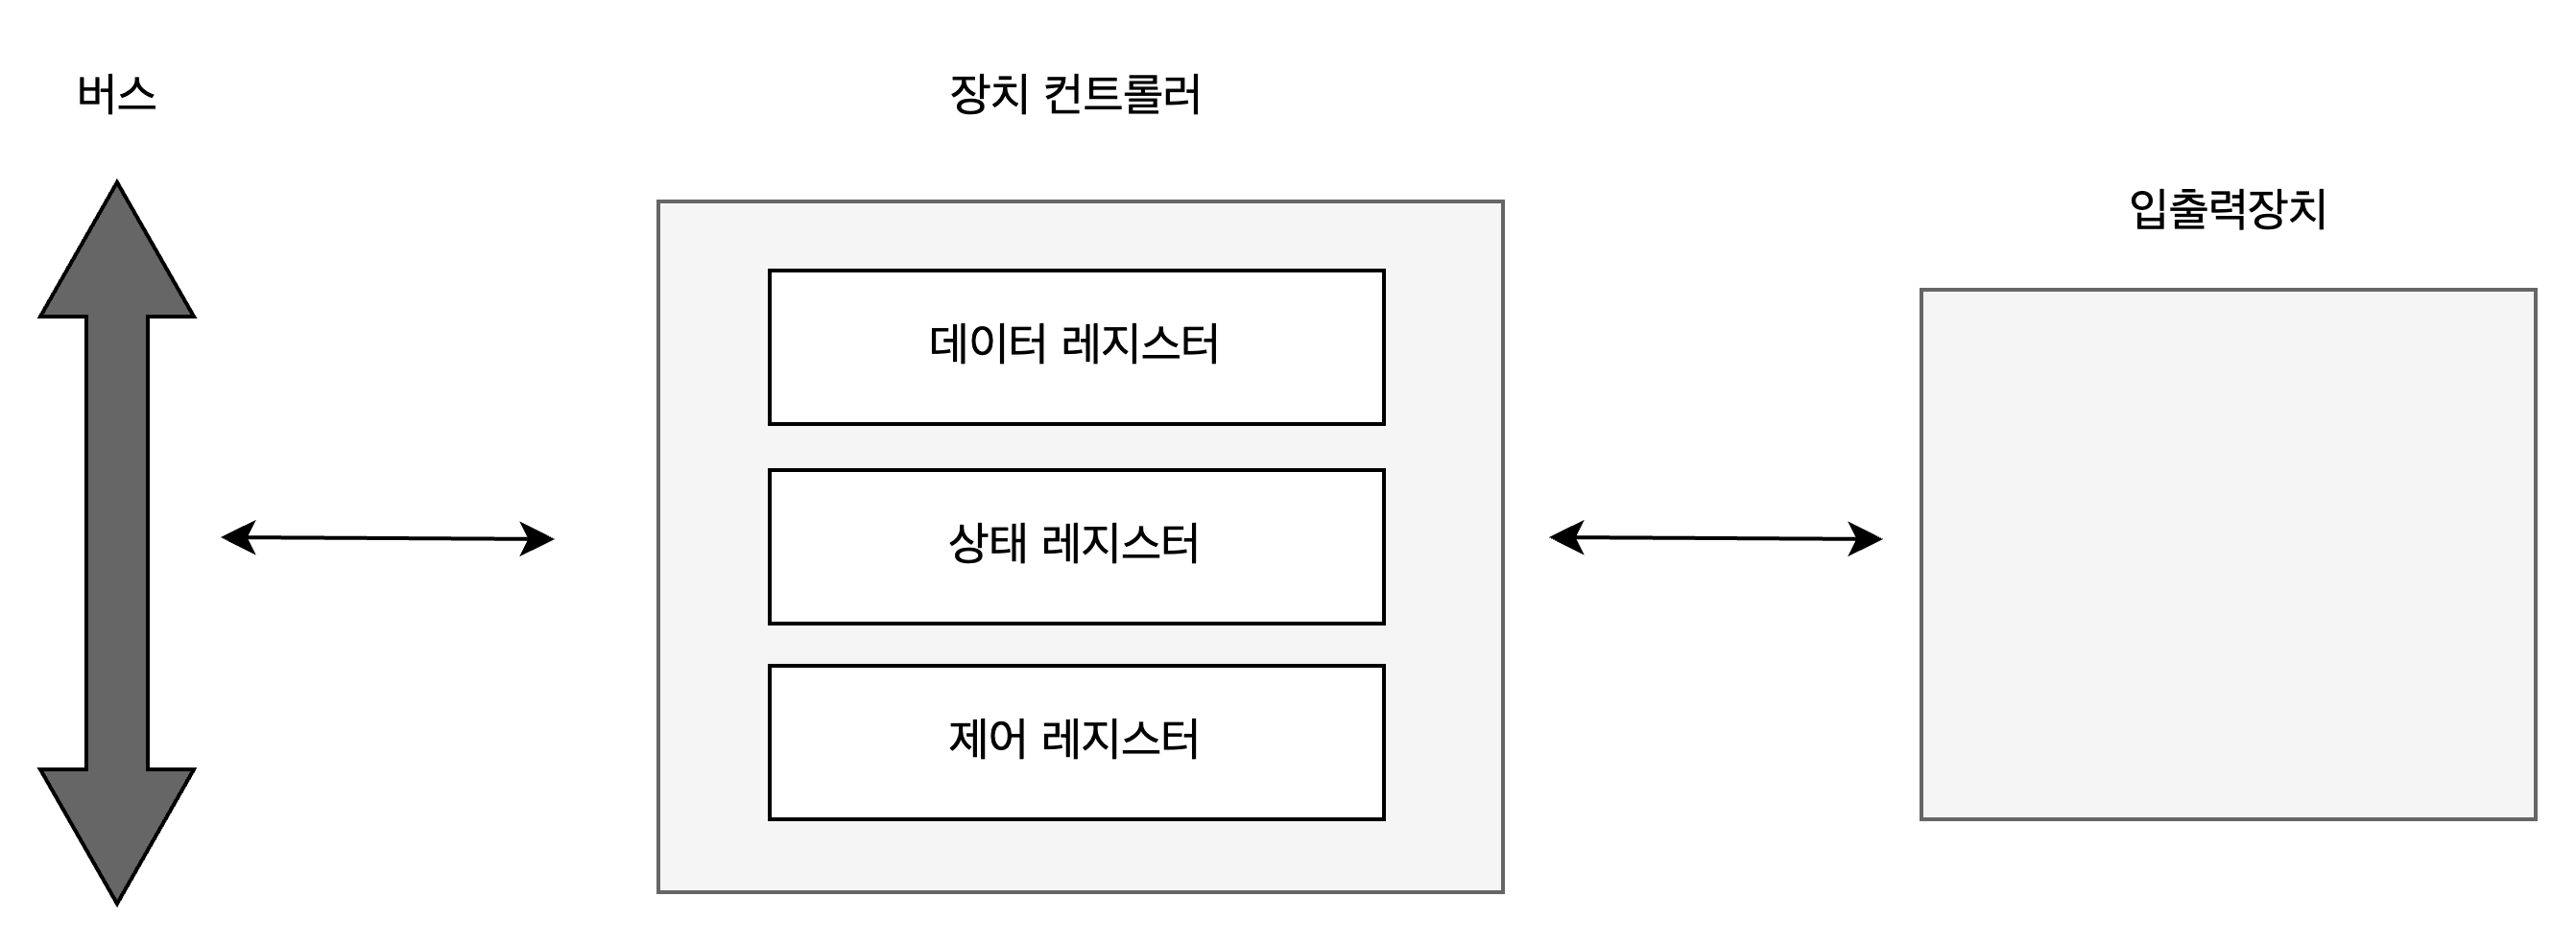 버스
장치 컨트롤러
입출력장치
데이터 레지스터
상태 레지스터
제어 레지스터